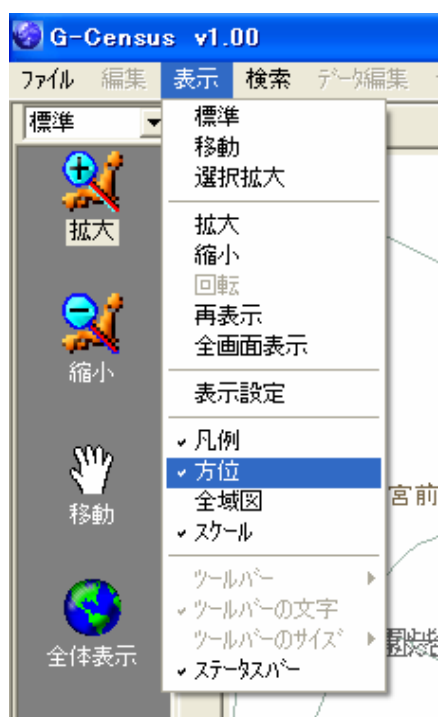 G-Census v1.00
ﾌｧｲﾙ 編集 表示 検索 ﾃﾞｰﾀ編集
標準
拡大
縮小
移動
全体表示
標準
移動
選択拡大
拡大
縮小
回転
再表示
全画面表示
表示設定
凡例
方位
全域図
ｽｹｰﾙ
ﾂｰﾙﾊﾞｰ
ﾂｰﾙﾊﾞｰの文字
ﾂｰﾙﾊﾞｰのｻｲｽﾞ
ｽﾃｰﾀｽﾊﾞｰ
宮前